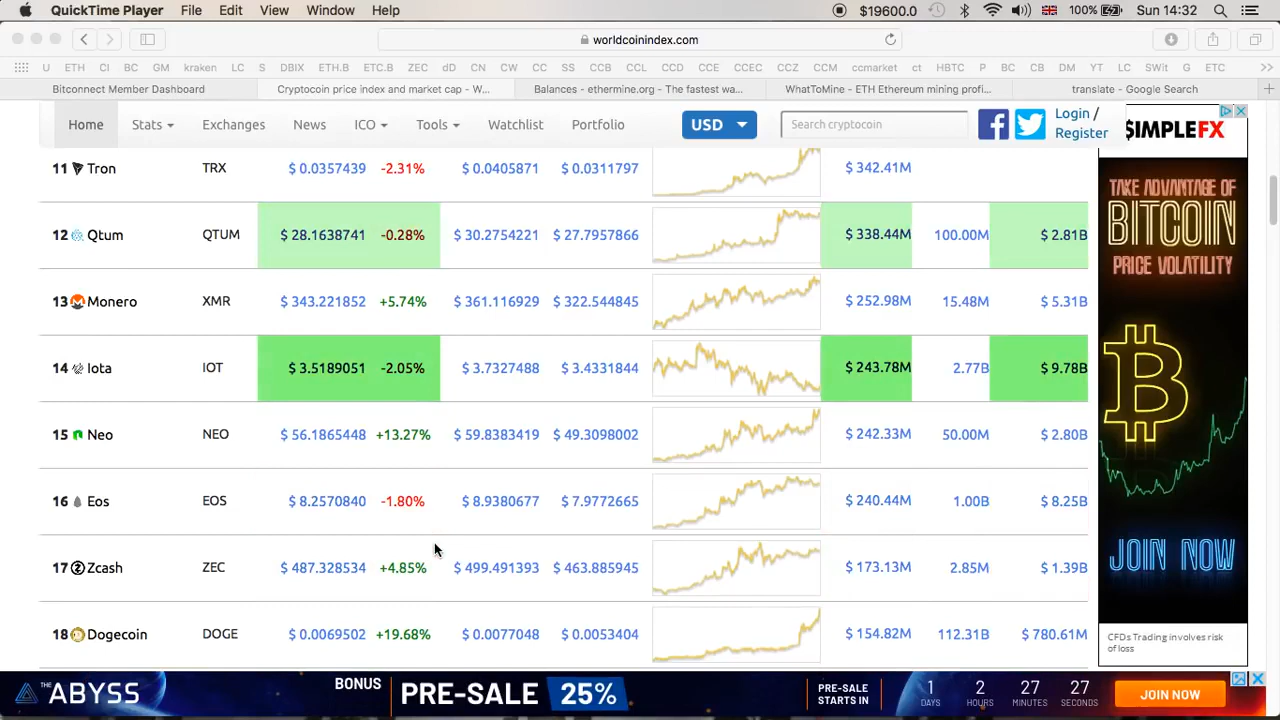 QuickTime Player File Edit View Window Help $19600.0 100% Sun 14:32
worldcoinindex.com
U ETH CI BC GM kraken LC S DBIX ETH.B ETC.B ZEC dD CN CW CC SS CCB CCL CCD CCE CCEC CCZ CCM ccmarket ct HBTC P BC CB DM YT LC SWit G ETC
Bitconnect Member Dashboard Cryptocoin price index and market cap - W... Balances - ethermine.org - The fastest wa... WhatToMine - ETH Ethereum mining profi... translate - Google Search
Home Stats Exchanges News ICO Tools Watchlist Portfolio USD Search cryptocoin Login / Register
11 Tron TRX $ 0.0357439 -2.31% $ 0.0405871 $ 0.0311797 $ 342.41M
12 Qtum QTUM $ 28.1638741 -0.28% $ 30.2754221 $ 27.7957866 $ 338.44M 100.00M $ 2.81B
13 Monero XMR $ 343.221852 +5.74% $ 361.116929 $ 322.544845 $ 252.98M 15.48M $ 5.31B
14 Iota IOT $ 3.5189051 -2.05% $ 3.7327488 $ 3.4331844 $ 243.78M 2.77B $ 9.78B
15 Neo NEO $ 56.1865448 +13.27% $ 59.8383419 $ 49.3098002 $ 242.33M 50.00M $ 2.80B
16 Eos EOS $ 8.2570840 -1.80% $ 8.9380677 $ 7.9772665 $ 240.44M 1.00B $ 8.25B
17 Zcash ZEC $ 487.328534 +4.85% $ 499.491393 $ 463.885945 $ 173.13M 2.85M $ 1.39B
18 Dogecoin DOGE $ 0.0069502 +19.68% $ 0.0077048 $ 0.0053404 $ 154.82M 112.31B $ 780.61M
SIMPLEFX
TAKE ADVANTAGE OF
BITCOIN
PRICE VOLATILITY
JOIN NOW
CFDs Trading involves risk
of loss
THE ABYSS BONUS PRE-SALE 25% PRE-SALE STARTS IN 1 DAYS 2 HOURS 27 MINUTES 27 SECONDS JOIN NOW